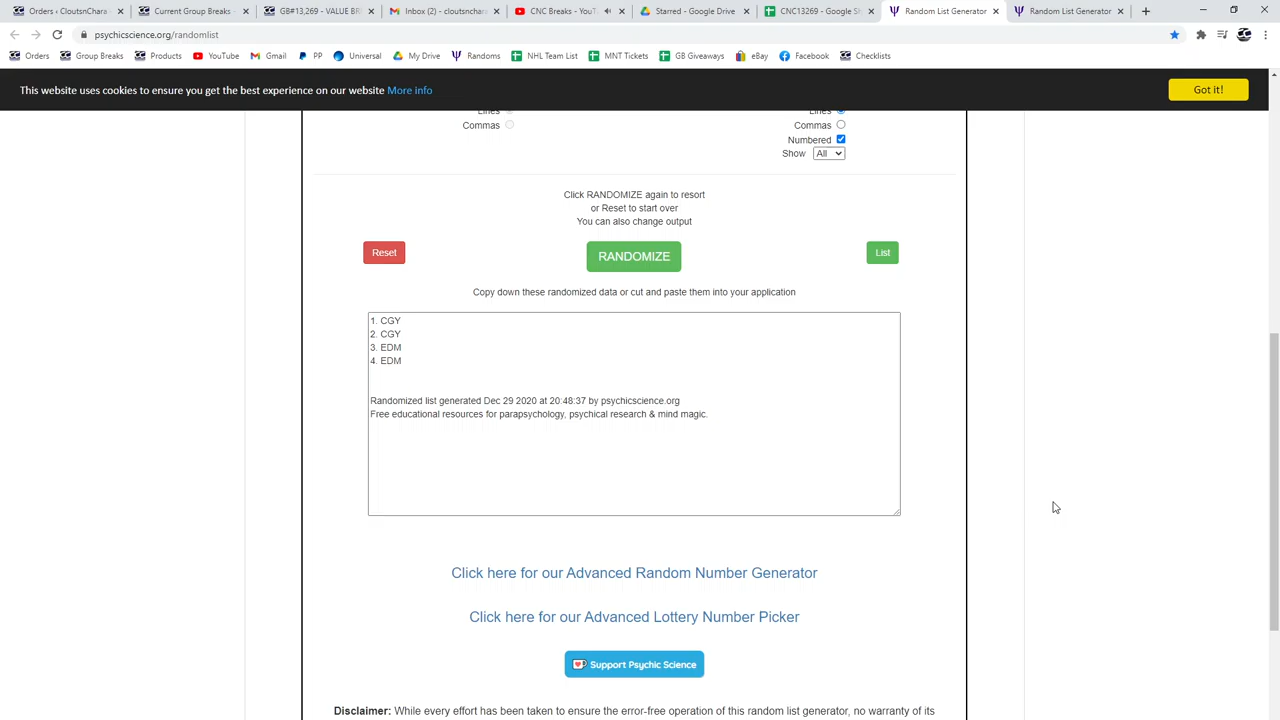 Orders ‹ CloutsnChara
Current Group Breaks
GB#13,269 - VALUE BR
Inbox (2) - cloutsnchar
CNC Breaks - YouT
Starred - Google Drive
CNC13269 - Google Sh
Random List Generator
Random List Generator
psychicscience.org/randomlist
Orders
Group Breaks
Products
YouTube
Gmail
PP
Universal
My Drive
Randoms
NHL Team List
MNT Tickets
GB Giveaways
eBay
Facebook
Checklists
This website uses cookies to ensure you get the best experience on our website More info
Got it!
Lines Lines
Commas Commas
Numbered
Show All
Click RANDOMIZE again to resort
or Reset to start over
You can also change output
Reset RANDOMIZE List
Copy down these randomized data or cut and paste them into your application
1. CGY
2. CGY
3. EDM
4. EDM
Randomized list generated Dec 29 2020 at 20:48:37 by psychicscience.org
Free educational resources for parapsychology, psychical research & mind magic.
Click here for our Advanced Random Number Generator
Click here for our Advanced Lottery Number Picker
Support Psychic Science
Disclaimer: While every effort has been taken to ensure the error-free operation of this random list generator, no warranty of its